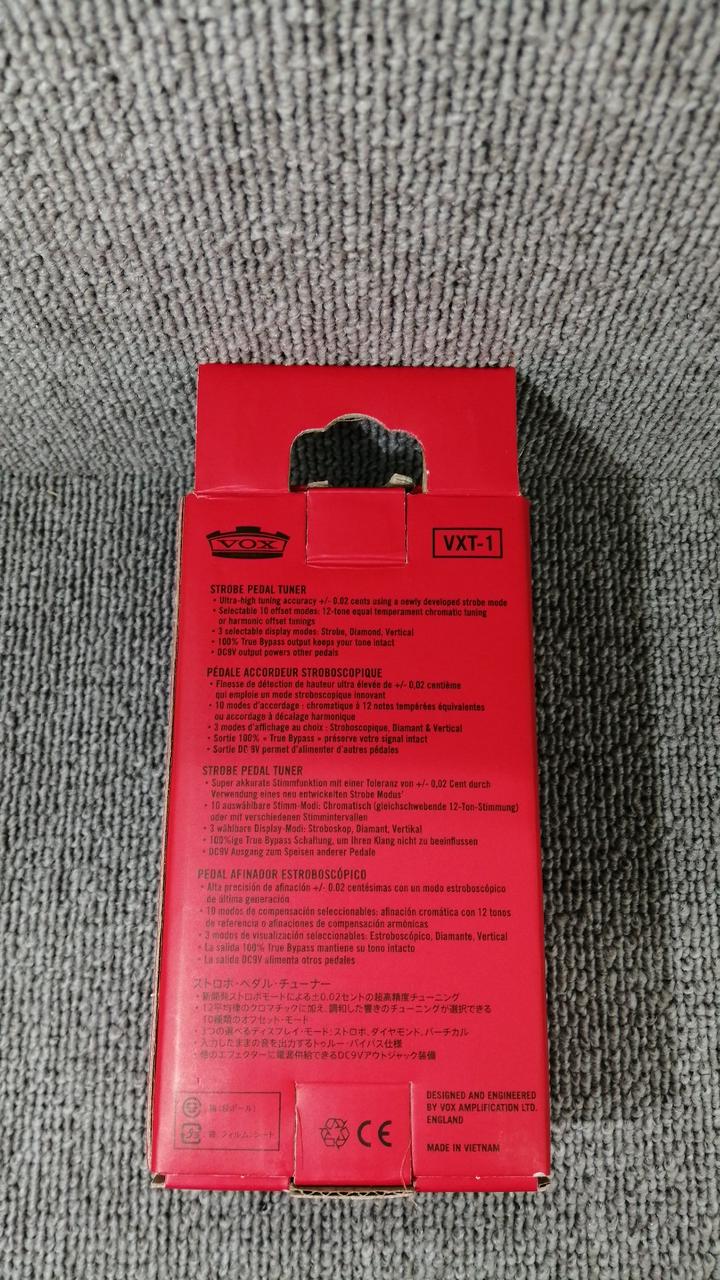 VOX
VXT-1
STROBE PEDAL TUNER
• Ultra-high tuning accuracy +/- 0.02 cents using a newly developed strobe mode
• Selectable 10 offset modes: 12-tone equal temperament chromatic tuning
or harmonic offset tunings
• 3 selectable display modes: Strobe, Diamond, Vertical
• 100% True Bypass output keeps your tone intact
• DC9V output powers other pedals
PÉDALE ACCORDEUR STROBOSCOPIQUE
• Finesse de détection de hauteur ultra élevée de +/- 0,02 centième
qui emploie un mode stroboscopique innovant
• 10 modes d'accordage : chromatique à 12 notes tempérées équivalentes
ou accordage à décalage harmonique
• 3 modes d'affichage au choix : Stroboscopique, Diamant & Vertical
• Sortie 100% « True Bypass » préserve votre signal intact
• Sortie DC 9V permet d'alimenter d'autres pédales
STROBE PEDAL TUNER
• Super akkurate Stimmfunktion mit einer Toleranz von +/- 0,02 Cent durch
Verwendung eines neu entwickelten Strobe Modus'
• 10 auswählbare Stimm-Modi: Chromatisch (gleichschwebende 12-Ton-Stimmung)
oder mit verschiedenen Stimmintervallen
• 3 wählbare Display-Modi: Stroboskop, Diamant, Vertikal
• 100%ige True Bypass Schaltung, um Ihren Klang nicht zu beeinflussen
• DC9V Ausgang zum Speisen anderer Pedale
PEDAL AFINADOR ESTROBOSCÓPICO
• Alta precisión de afinación +/- 0.02 centésimas con un modo estroboscópico
de última generación
• 10 modos de compensación seleccionables: afinación cromática con 12 tonos
de referencia o afinaciones de compensación armónicas
• 3 modos de visualización seleccionables: Estroboscópico, Diamante, Vertical
• La salida 100% True Bypass mantiene su tono intacto
• La salida DC9V alimenta otros pedales
ストロボ・ペダル・チューナー
・新開発ストロボモードによる±0.02セントの超高精度チューニング
・12平均律のクロマチックに加え、調和した響きのチューニングが選択できる
10種類のオフセット・モード
・3つの選べるディスプレイ・モード：ストロボ、ダイヤモンド、バーチカル
・入力したままの音を出力するトゥルー・バイパス仕様
・他のエフェクターに電源供給できるDC9Vアウトジャック装備
：箱(段ボール)
：袋、フィルム、シート
CE
DESIGNED AND ENGINEERED
BY VOX AMPLIFICATION LTD.
ENGLAND
MADE IN VIETNAM